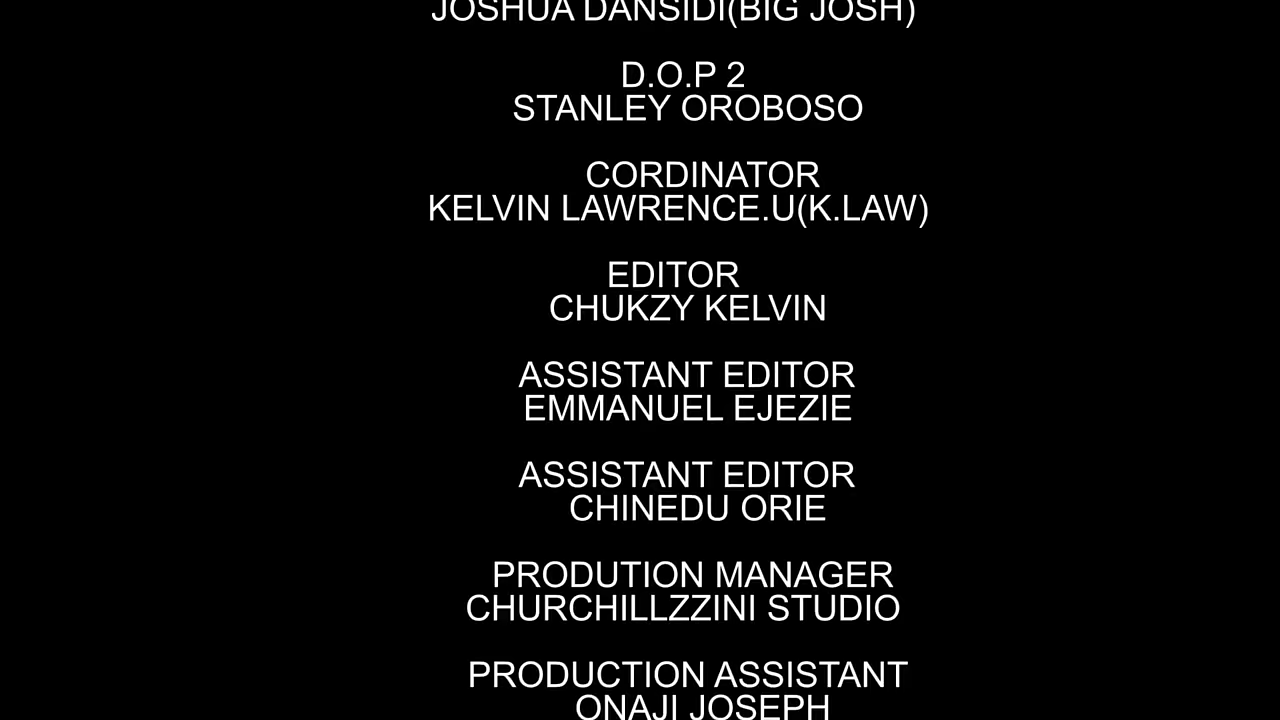 JOSHUA DANSIDI(BIG JOSH)
D.O.P 2
STANLEY OROBOSO
CORDINATOR
KELVIN LAWRENCE.U(K.LAW)
EDITOR
CHUKZY KELVIN
ASSISTANT EDITOR
EMMANUEL EJEZIE
ASSISTANT EDITOR
CHINEDU ORIE
PRODUTION MANAGER
CHURCHILLZZINI STUDIO
PRODUCTION ASSISTANT
ONAJI JOSEPH